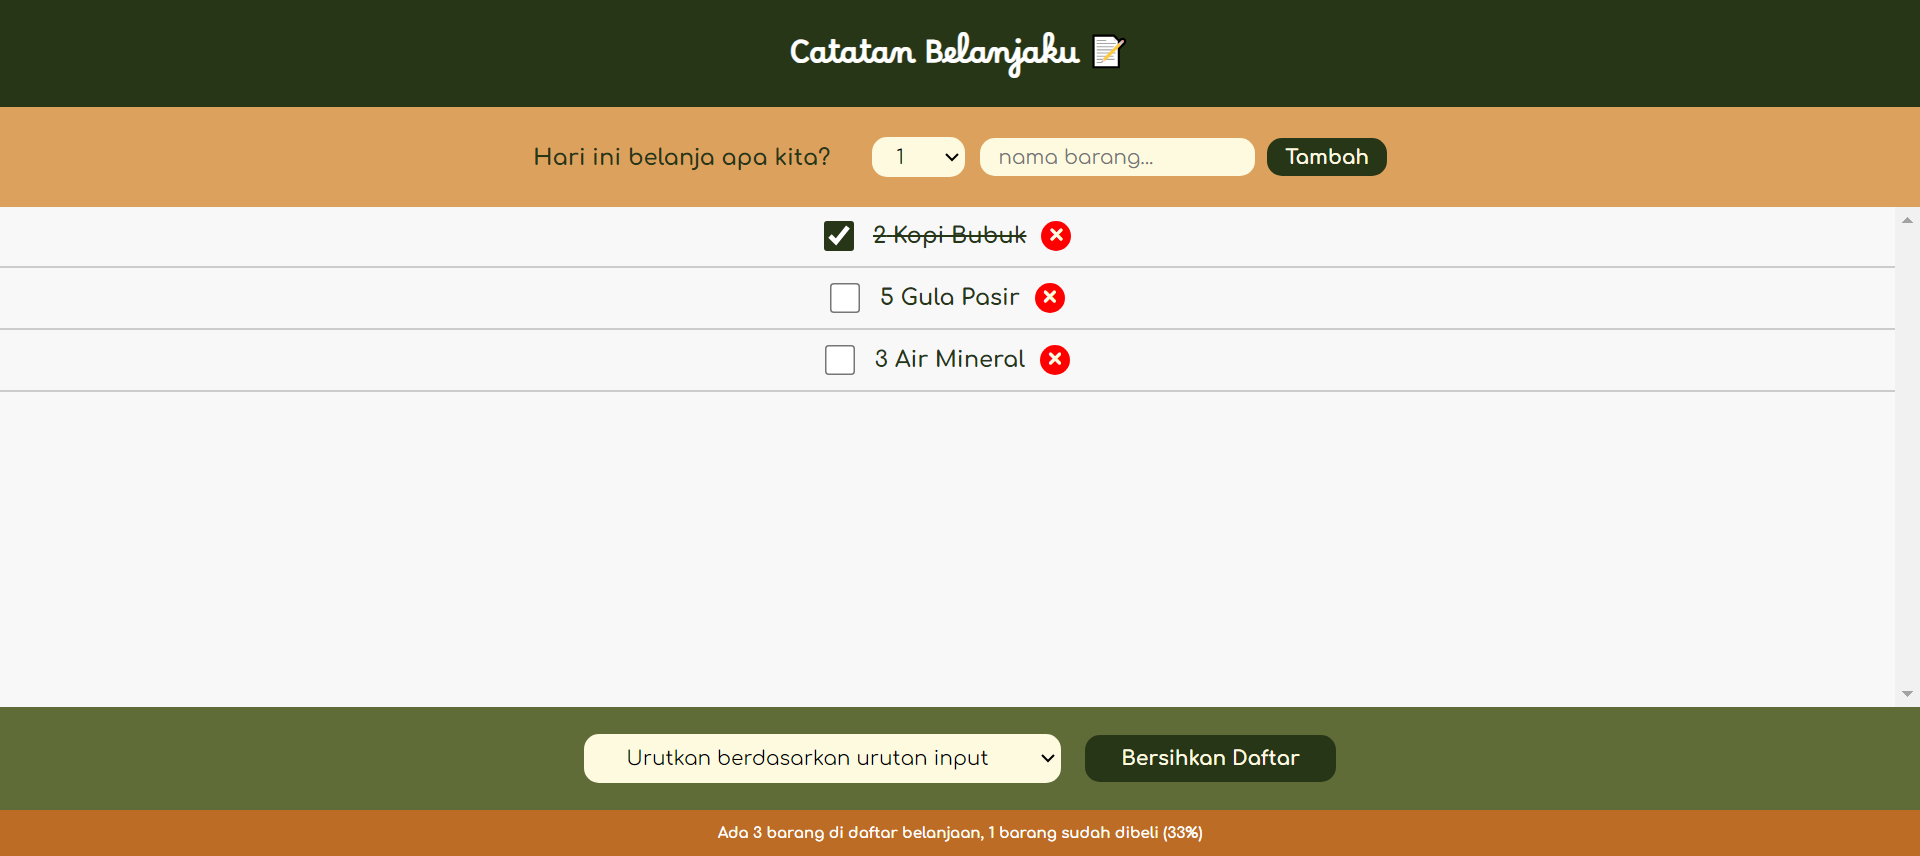 Catatan Belanjaku 📝
Hari ini belanja apa kita? 1 nama barang... Tambah
2 Kopi Bubuk
5 Gula Pasir
3 Air Mineral
Urutkan berdasarkan urutan input Bersihkan Daftar
Ada 3 barang di daftar belanjaan, 1 barang sudah dibeli (33%)